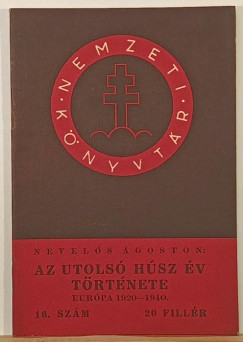 NEMZETI
KÖNYVTÁR
NEVELŐS ÁGOSTON:
AZ UTOLSÓ HÚSZ ÉV
TÖRTÉNETE
EURÓPA 1920—1940.
16. SZÁM 20 FILLÉR